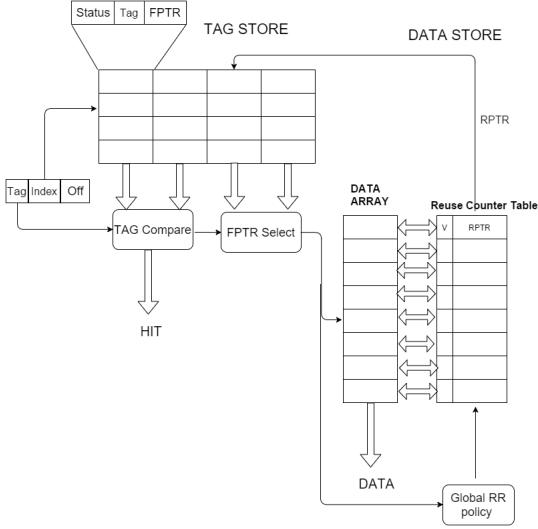 Status Tag FPTR
TAG STORE
DATA STORE
RPTR
Tag Index Off
DATA
ARRAY
Reuse Counter Table
V RPTR
TAG Compare
FPTR Select
HIT
DATA
Global RR
policy